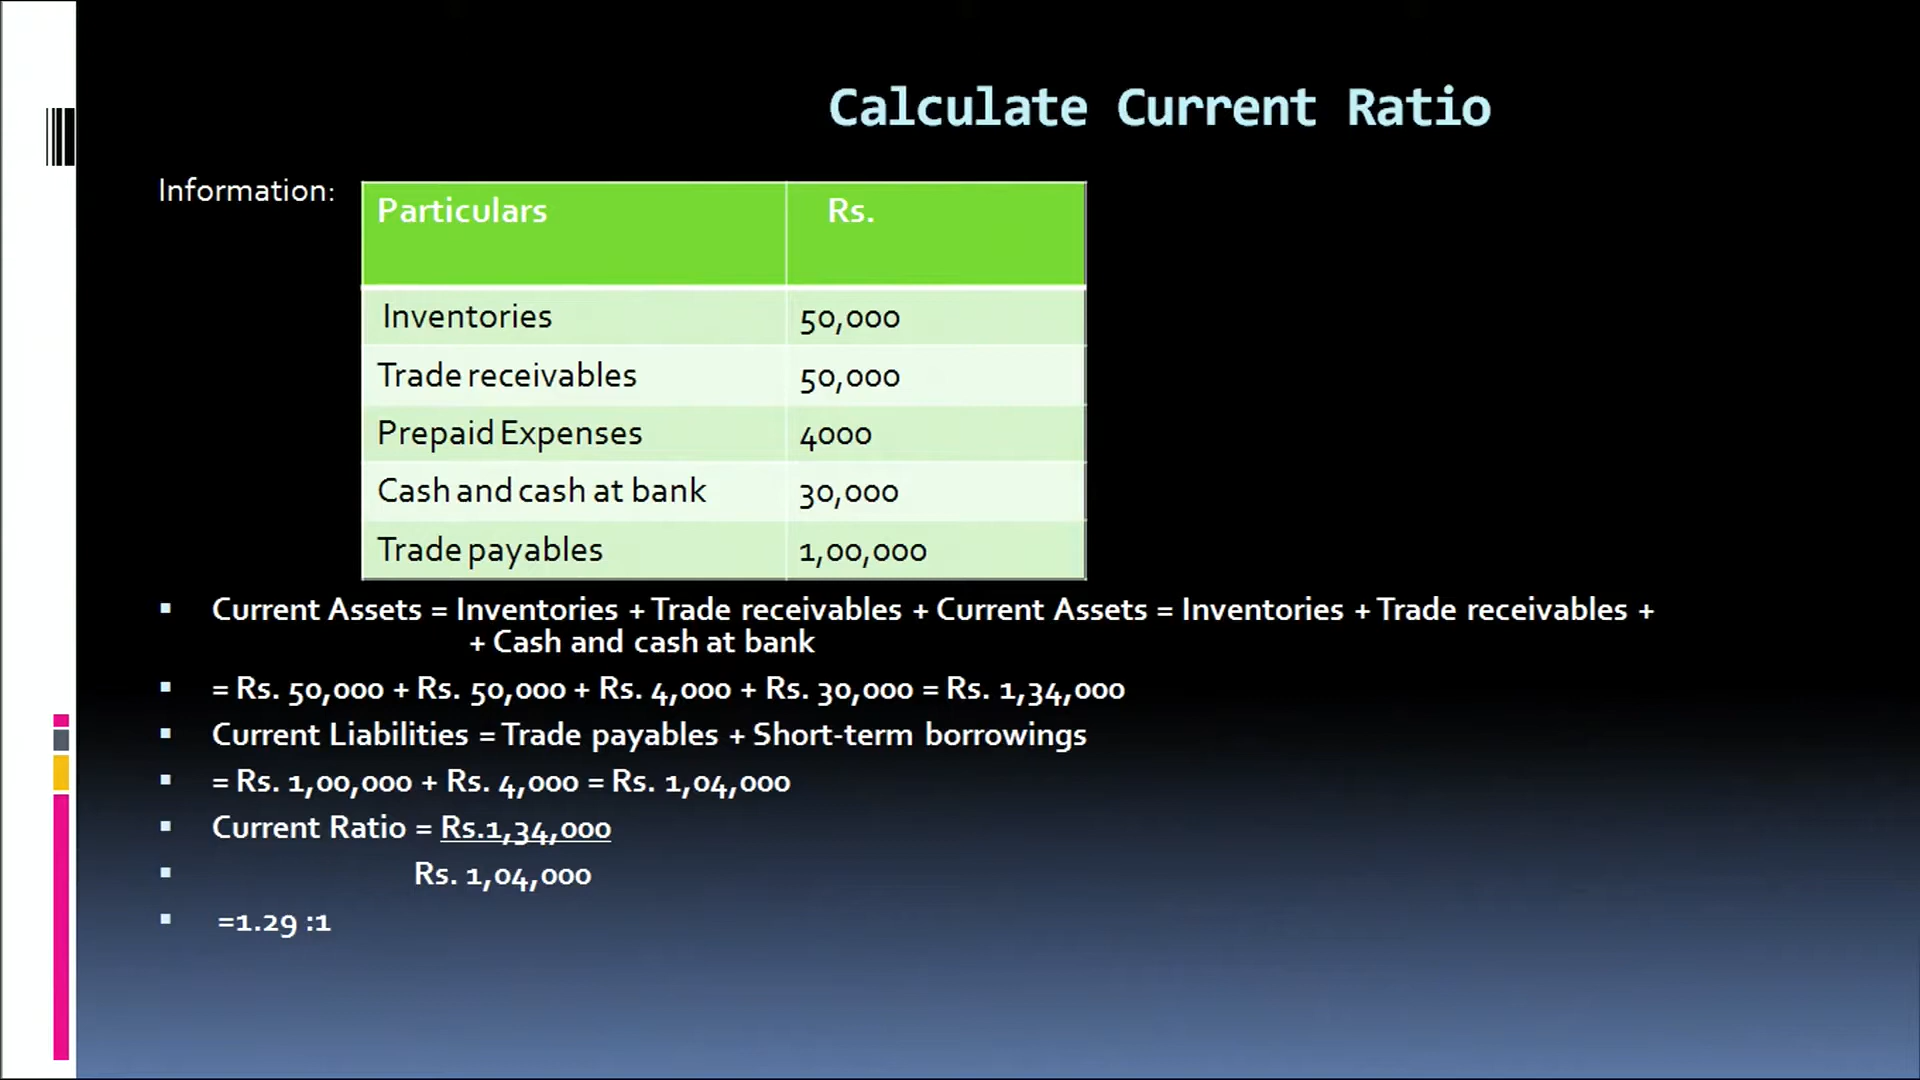 Calculate Current Ratio
Information:
Particulars Rs.
Inventories 50,000
Trade receivables 50,000
Prepaid Expenses 4000
Cash and cash at bank 30,000
Trade payables 1,00,000
▪ Current Assets = Inventories + Trade receivables + Current Assets = Inventories + Trade receivables +
+ Cash and cash at bank
▪ = Rs. 50,000 + Rs. 50,000 + Rs. 4,000 + Rs. 30,000 = Rs. 1,34,000
▪ Current Liabilities = Trade payables + Short-term borrowings
▪ = Rs. 1,00,000 + Rs. 4,000 = Rs. 1,04,000
▪ Current Ratio = Rs.1,34,000
▪ Rs. 1,04,000
▪ =1.29 :1